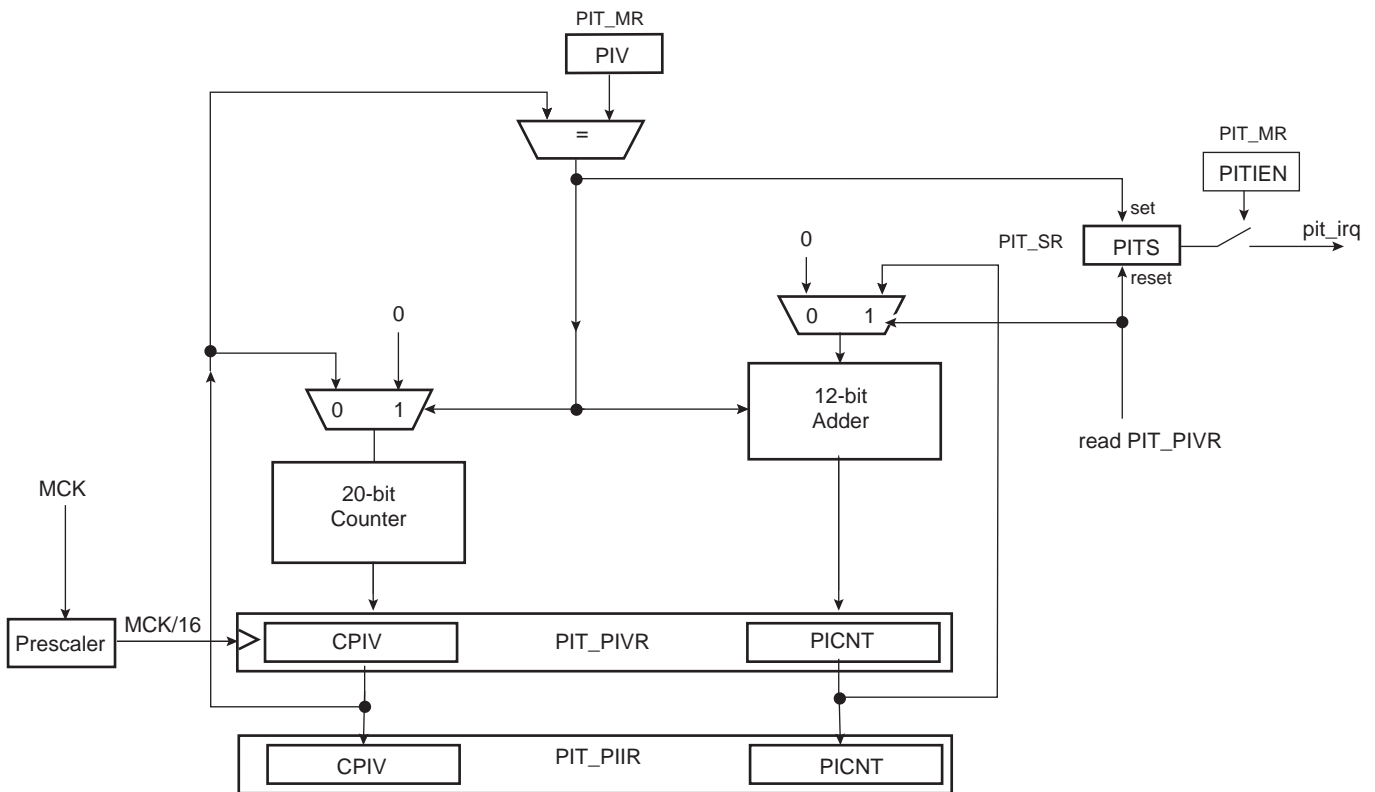 PIT_MR
PIV
=
PIT_MR
PITIEN
set
PIT_SR
PITS
pit_irq
reset
0
0 1
0
0 1
12-bit
Adder
read PIT_PIVR
20-bit
Counter
MCK
Prescaler
MCK/16
CPIV
PIT_PIVR
PICNT
CPIV
PIT_PIIR
PICNT